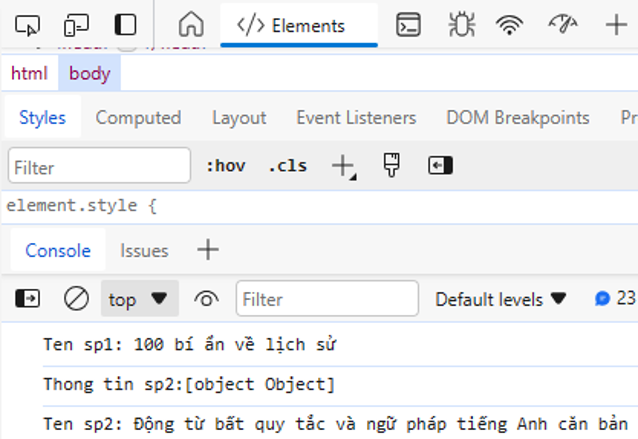 Elements
html body
Styles Computed Layout Event Listeners DOM Breakpoints Pr
Filter :hov .cls
element.style {
Console Issues
top Filter Default levels 23
Ten sp1: 100 bí ẩn về lịch sử
Thong tin sp2:[object Object]
Ten sp2: Động từ bất quy tắc và ngữ pháp tiếng Anh căn bản